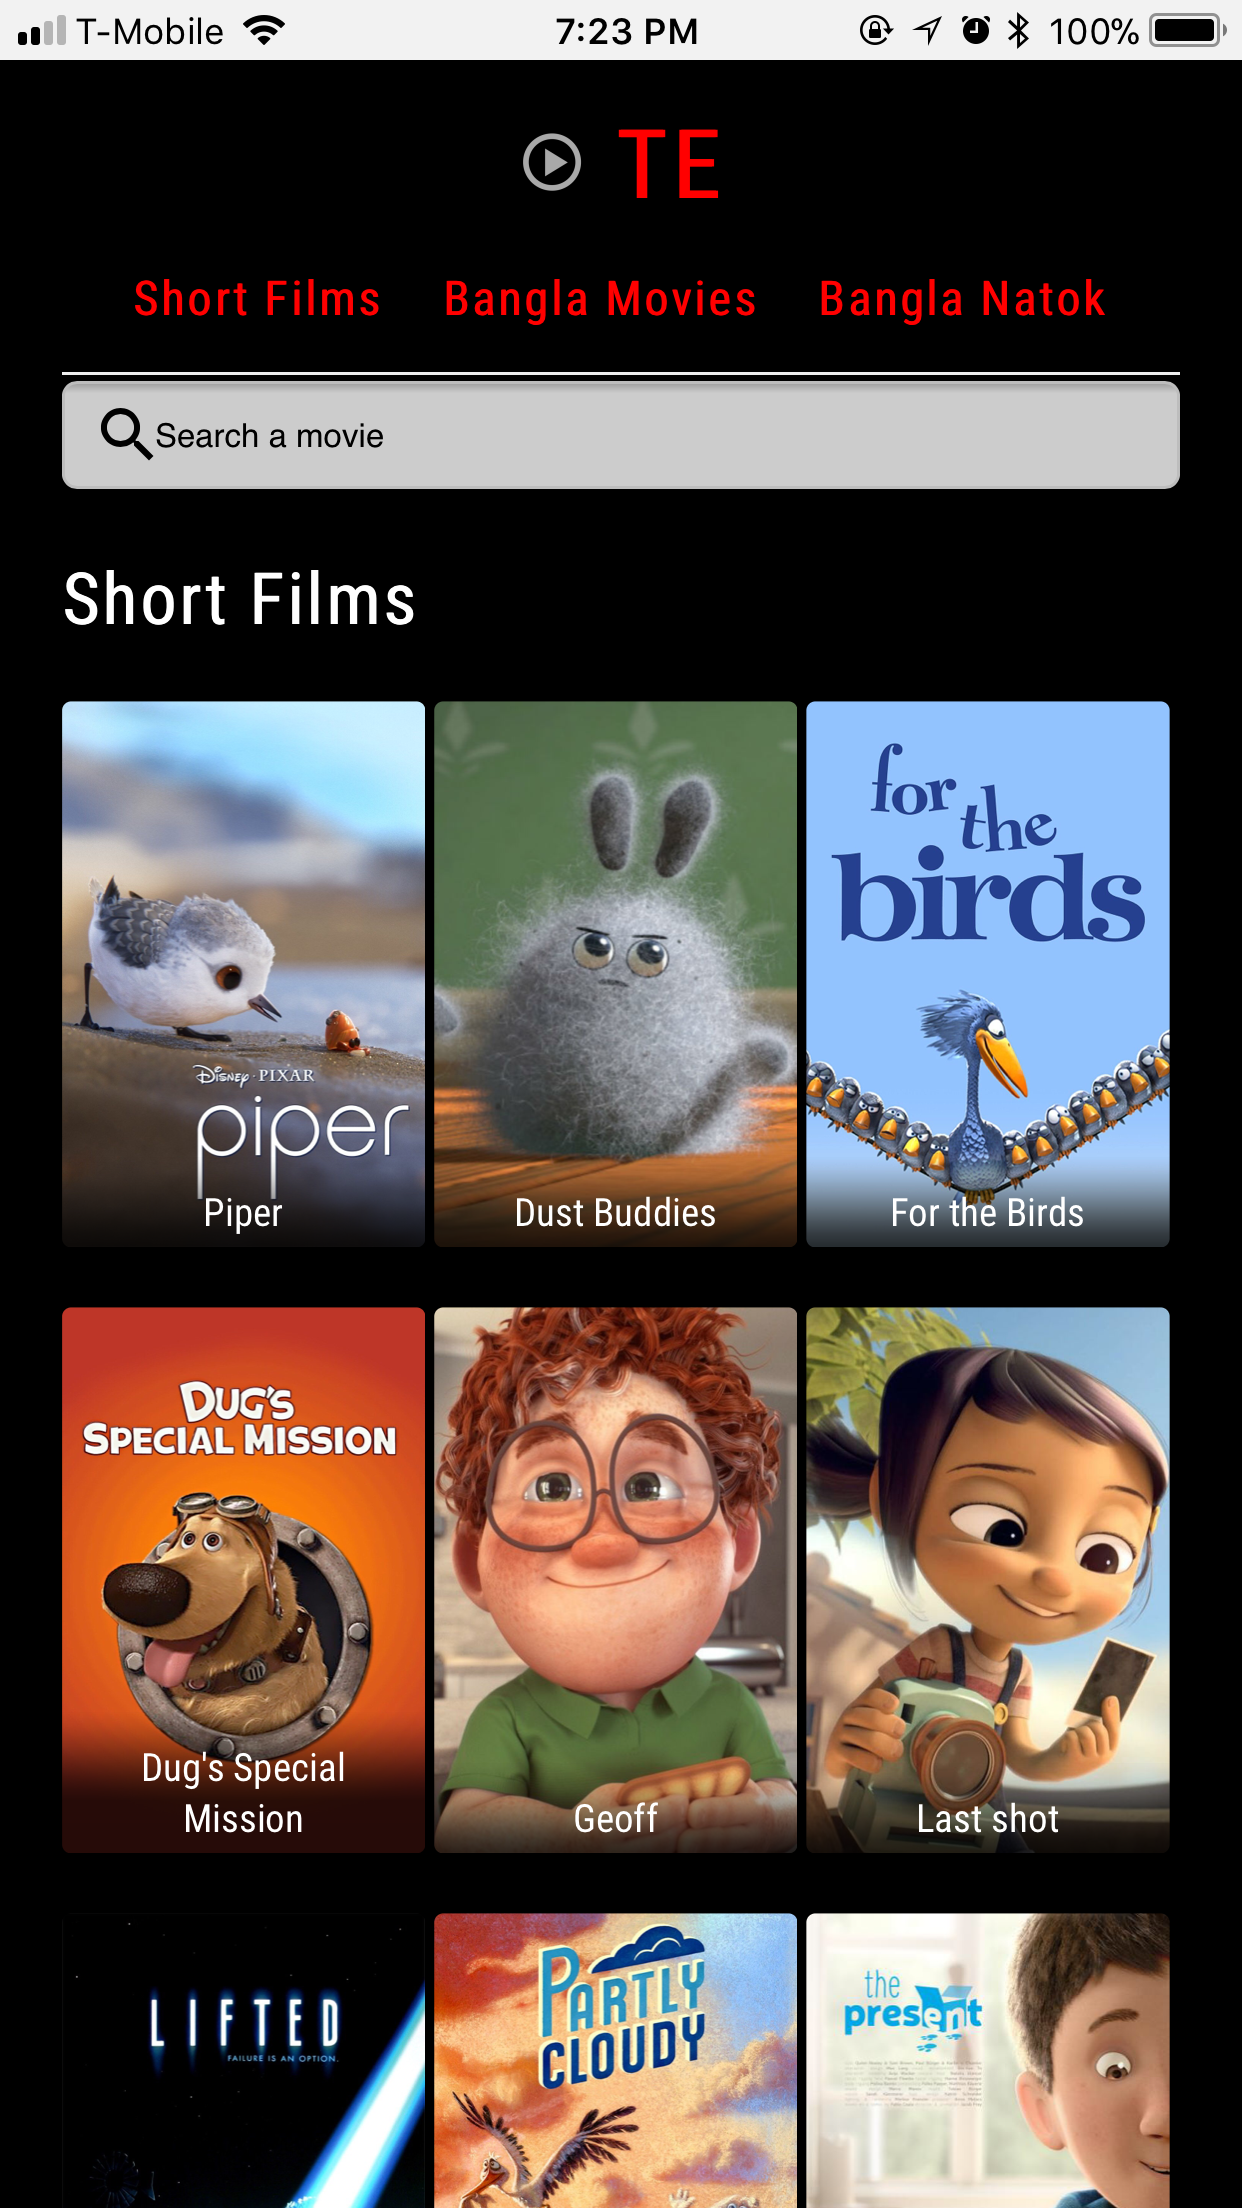 T-Mobile 7:23 PM 100%
TE
Short Films Bangla Movies Bangla Natok
Search a movie
Short Films
DISNEY · PIXAR
piper
Piper
Dust Buddies
for the
birds
For the Birds
DUG'S
SPECIAL MISSION
Dug's Special
Mission
Geoff
Last shot
LIFTED
FAILURE IS AN OPTION.
PARTLY
CLOUDY
the
present